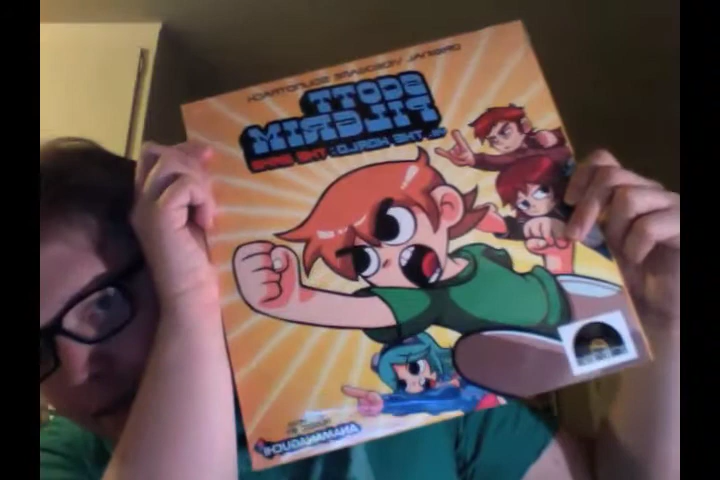 ORIGINAL VIDEOGAME SOUNDTRACK
SCOTT
PILGRIM
VS. THE WORLD: THE GAME
ANAMANAGUCHI